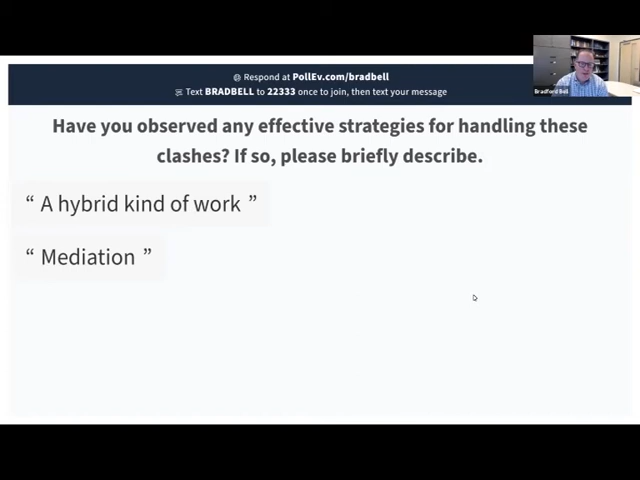 Respond at PollEv.com/bradbell
Text BRADBELL to 22333 once to join, then text your message
Have you observed any effective strategies for handling these
clashes? If so, please briefly describe.
“ A hybrid kind of work ”
“ Mediation ”
Bradford Bell